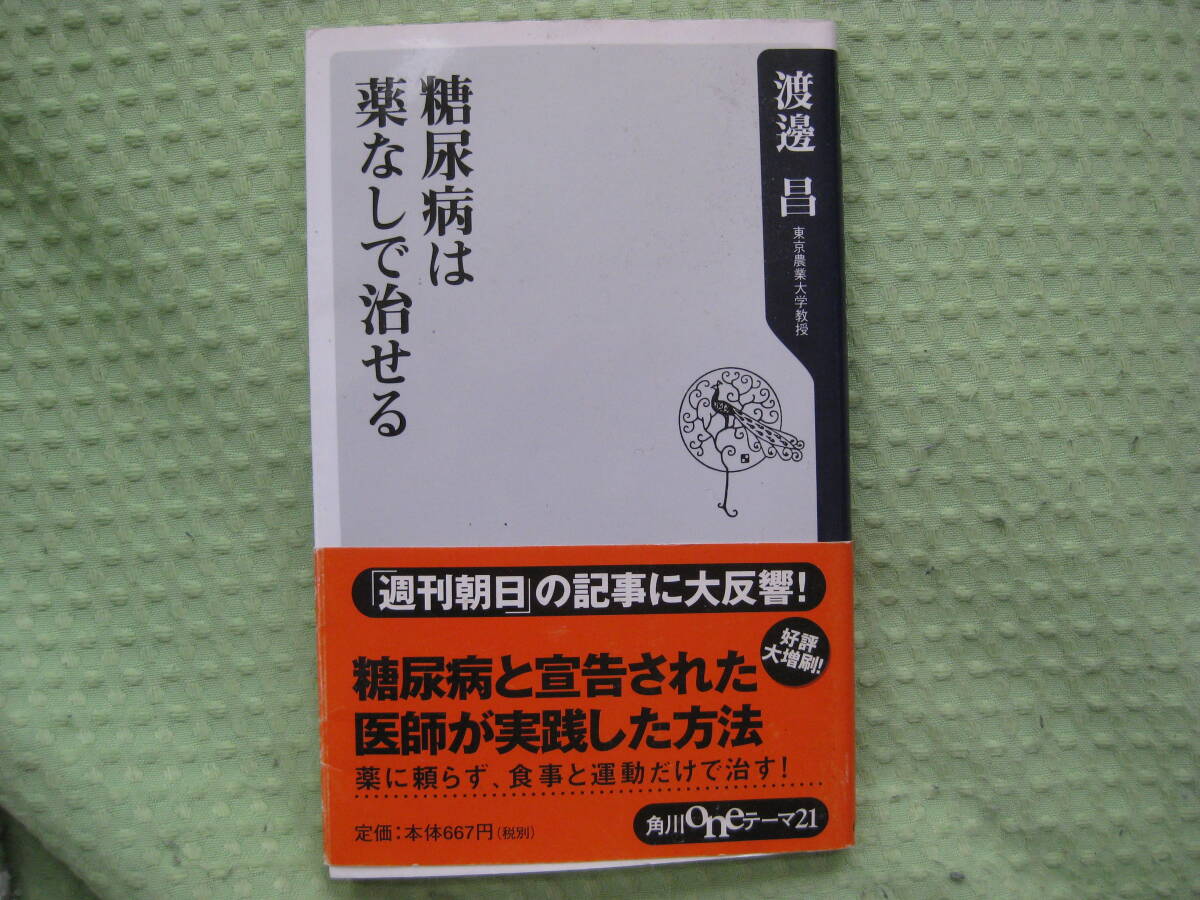 渡邊 昌
東京農業大学教授
糖尿病は
薬なしで治せる
「週刊朝日」の記事に大反響!
好評
大増刷!
糖尿病と宣告された
医師が実践した方法
薬に頼らず、食事と運動だけで治す!
定価:本体667円(税別)
角川oneテーマ21